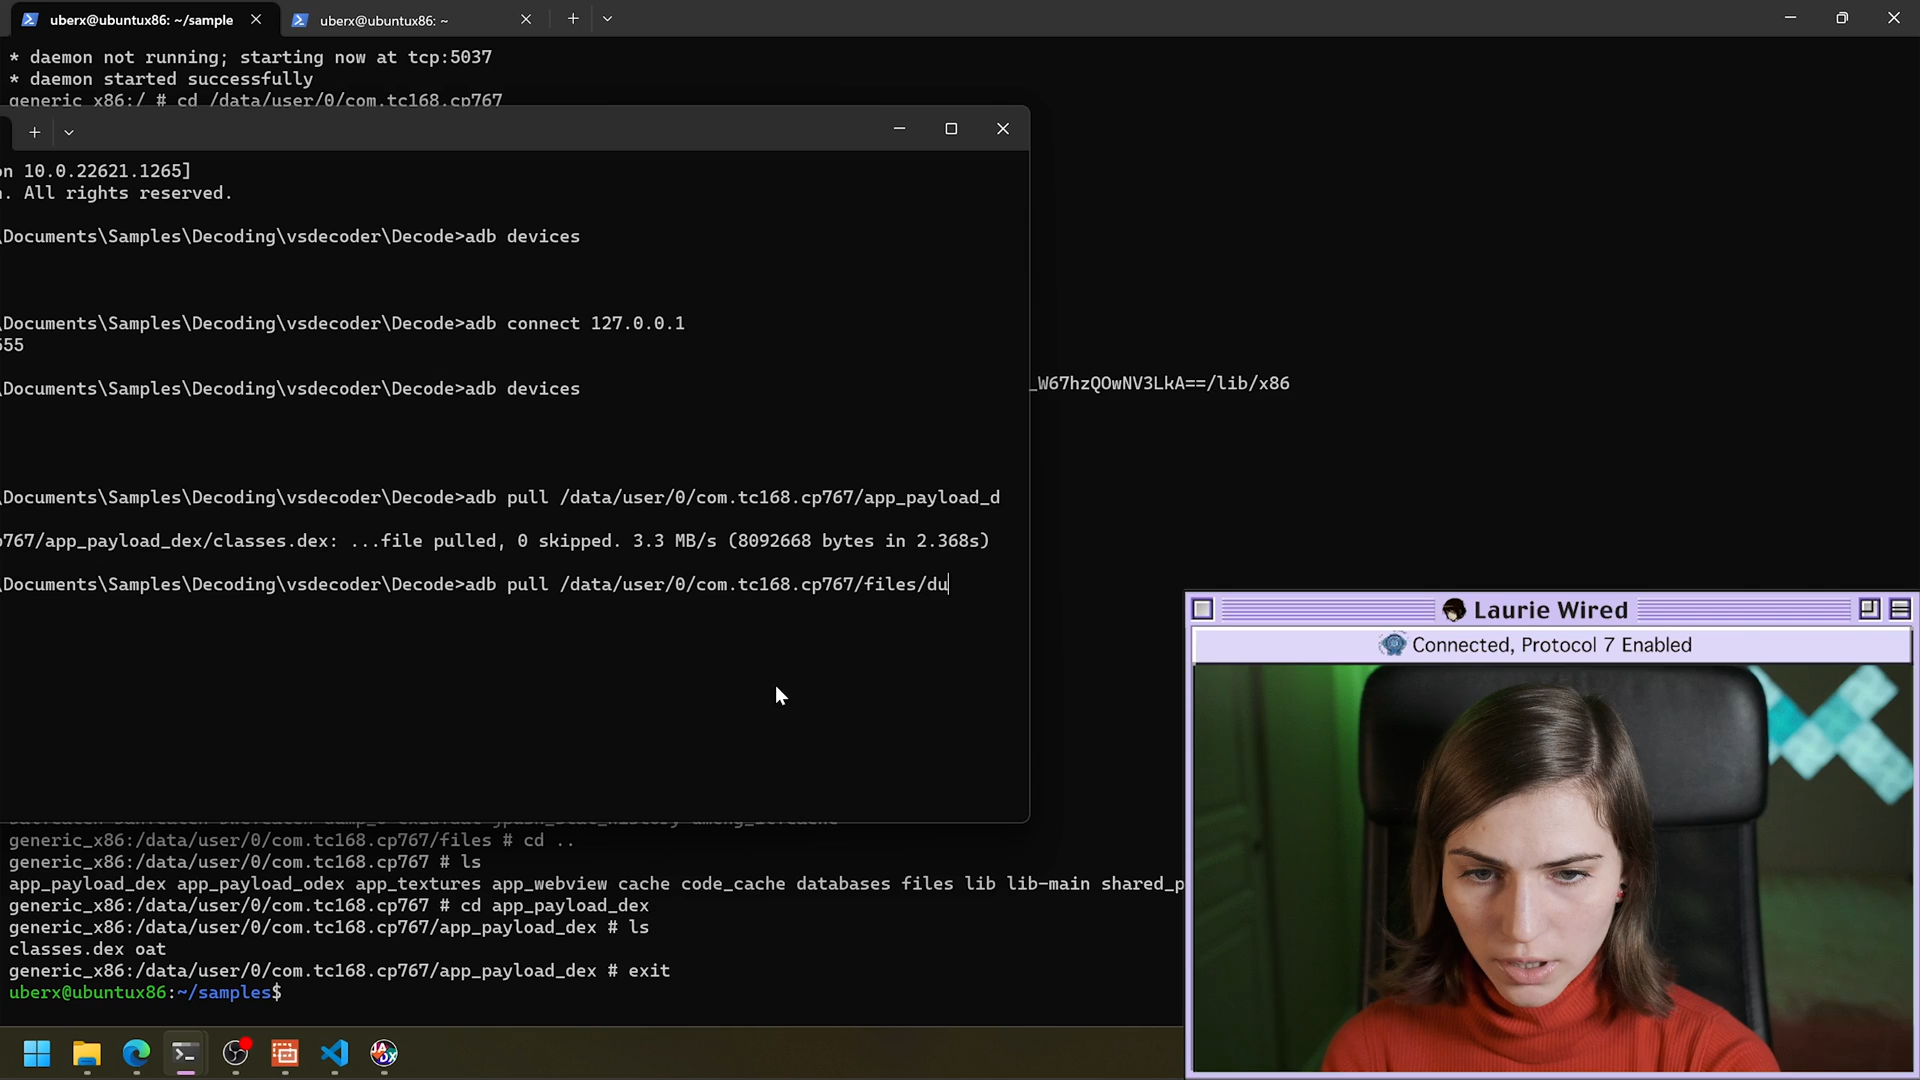 uberx@ubuntux86: ~/sample
uberx@ubuntux86: ~
* daemon not running; starting now at tcp:5037
* daemon started successfully
generic_x86:/ # cd /data/user/0/com.tc168.cp767
on 10.0.22621.1265]
. All rights reserved.
\Documents\Samples\Decoding\vsdecoder\Decode>adb devices
\Documents\Samples\Decoding\vsdecoder\Decode>adb connect 127.0.0.1
555
\Documents\Samples\Decoding\vsdecoder\Decode>adb devices
_W67hzQOwNV3LkA==/lib/x86
\Documents\Samples\Decoding\vsdecoder\Decode>adb pull /data/user/0/com.tc168.cp767/app_payload_d
p767/app_payload_dex/classes.dex: ...file pulled, 0 skipped. 3.3 MB/s (8092668 bytes in 2.368s)
\Documents\Samples\Decoding\vsdecoder\Decode>adb pull /data/user/0/com.tc168.cp767/files/du
generic_x86:/data/user/0/com.tc168.cp767/files # cd ..
generic_x86:/data/user/0/com.tc168.cp767 # ls
app_payload_dex app_payload_odex app_textures app_webview cache code_cache databases files lib lib-main shared_p
generic_x86:/data/user/0/com.tc168.cp767 # cd app_payload_dex
generic_x86:/data/user/0/com.tc168.cp767/app_payload_dex # ls
classes.dex oat
generic_x86:/data/user/0/com.tc168.cp767/app_payload_dex # exit
uberx@ubuntux86:~/samples$
Laurie Wired
Connected, Protocol 7 Enabled
JADX